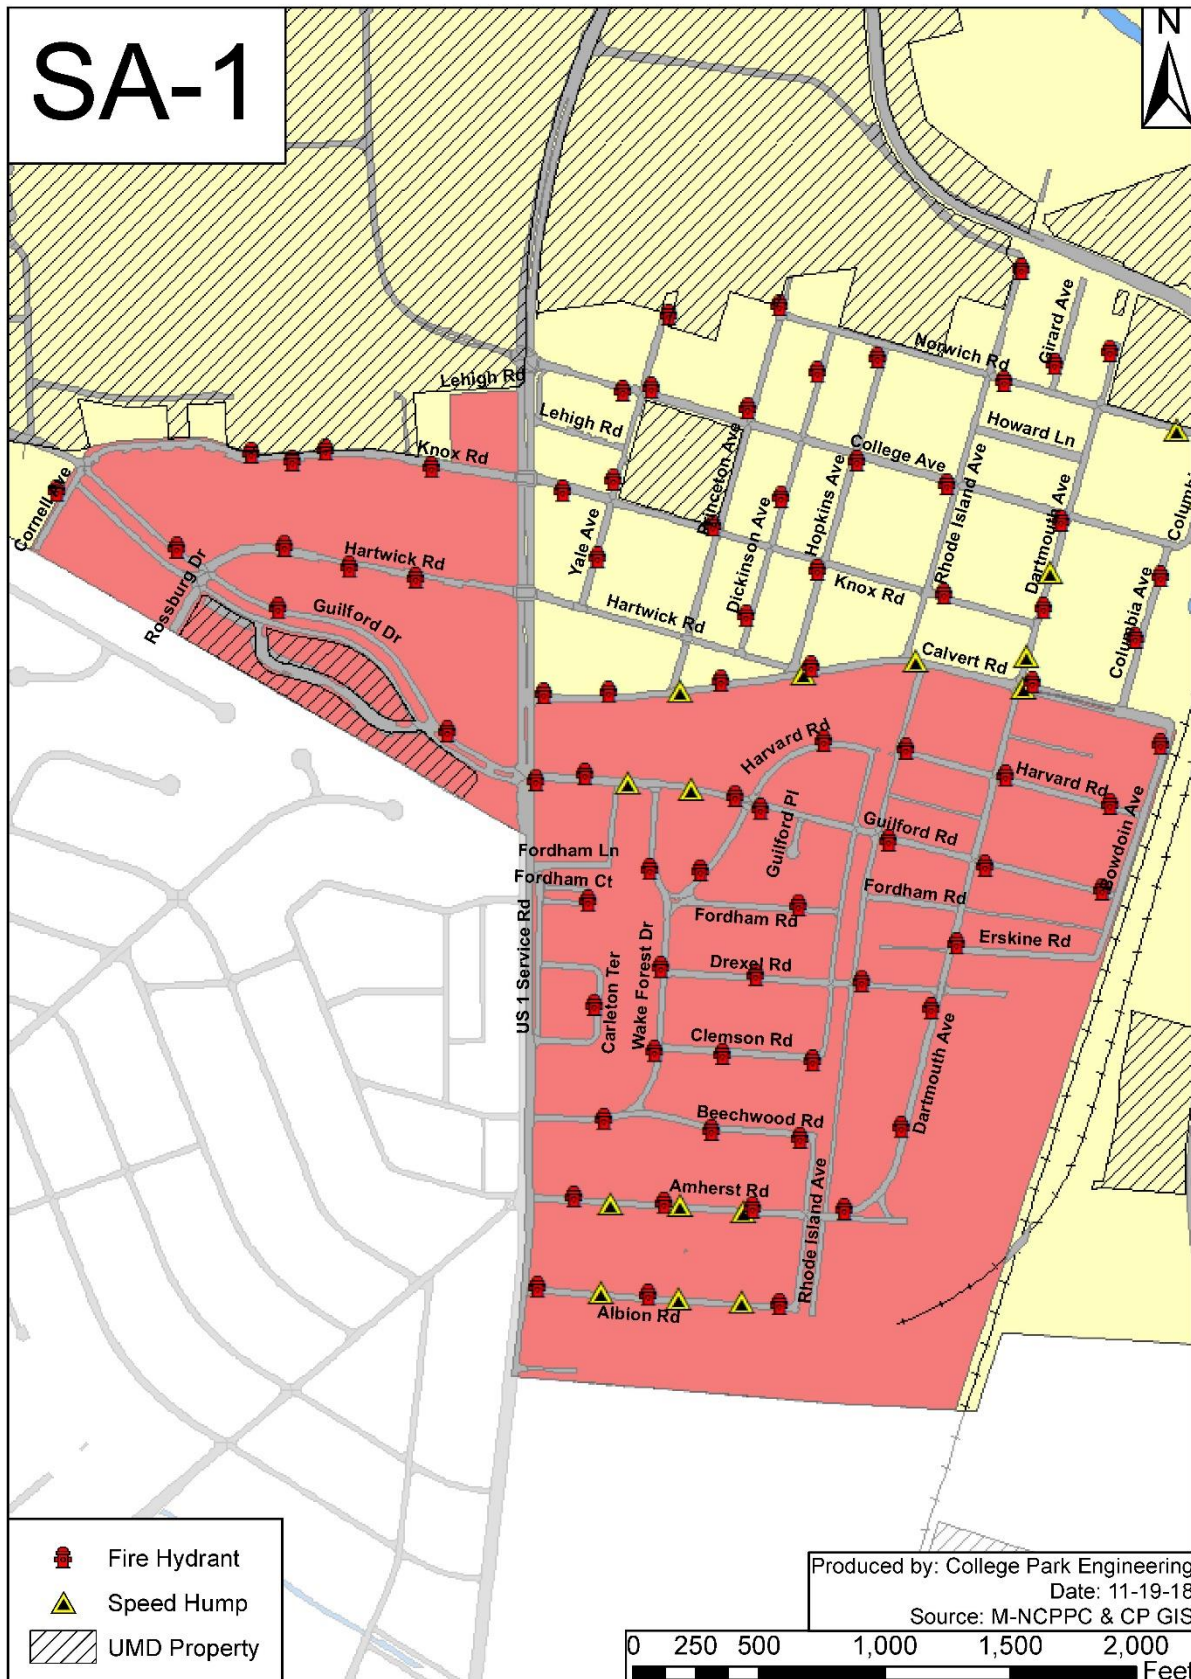 SA-1
N
Norwich Rd
Girard Ave
Lehigh Rd
Lehigh Rd
Howard Ln
Knox Rd
College Ave
Princeton Ave
Hopkins Ave
Rhode Island Ave
Dartmouth Ave
Columbia Ave
Cornell Ave
Hartwick Rd
Yale Ave
Dickinson Ave
Knox Rd
Rossburg Dr
Guilford Dr
Hartwick Rd
Calvert Rd
Harvard Rd
Harvard Rd
Guilford Pl
Guilford Rd
Bowdoin Ave
Fordham Ln
Fordham Ct
Fordham Rd
Fordham Rd
Erskine Rd
US 1 Service Rd
Carleton Ter
Wake Forest Dr
Drexel Rd
Clemson Rd
Dartmouth Ave
Beechwood Rd
Amherst Rd
Rhode Island Ave
Albion Rd
Fire Hydrant
Speed Hump
UMD Property
Produced by: College Park Engineering
Date: 11-19-18
Source: M-NCPPC & CP GIS
0 250 500 1,000 1,500 2,000
Feet